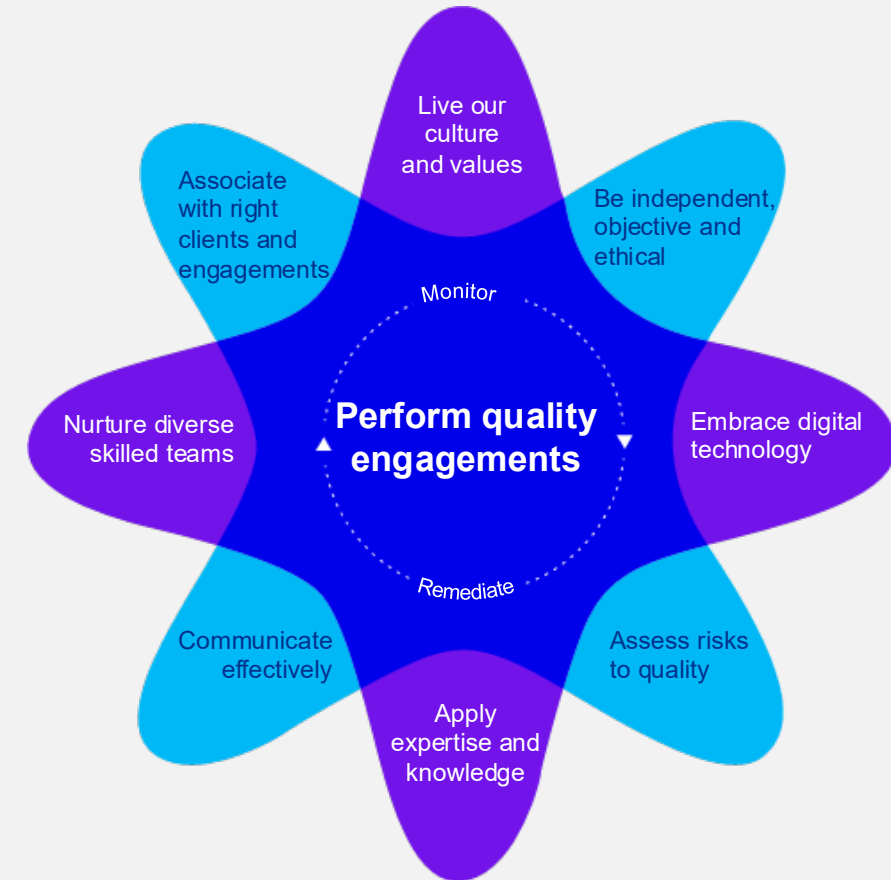 Live our
culture
and values
Be independent,
objective and
ethical
Embrace digital
technology
Assess risks
to quality
Apply
expertise and
knowledge
Communicate
effectively
Nurture diverse
skilled teams
Associate
with right
clients and
engagements
Monitor
Perform quality
engagements
Remediate